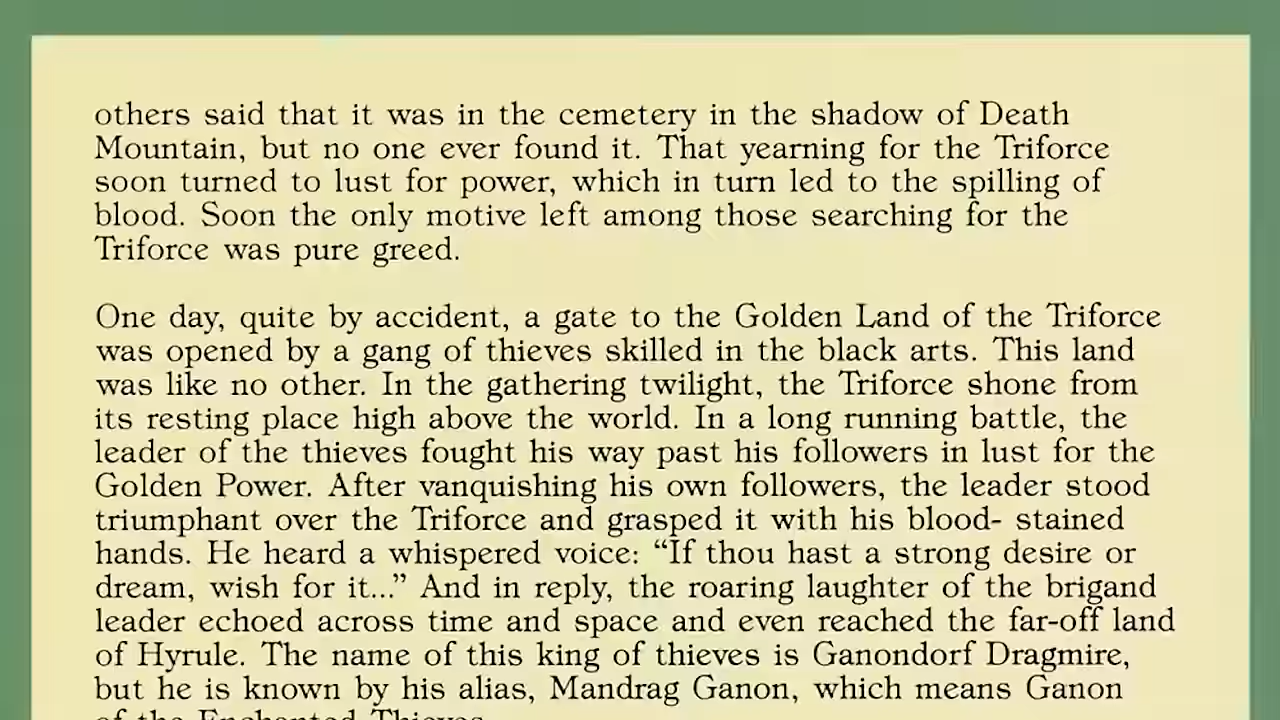 others said that it was in the cemetery in the shadow of Death
Mountain, but no one ever found it. That yearning for the Triforce
soon turned to lust for power, which in turn led to the spilling of
blood. Soon the only motive left among those searching for the
Triforce was pure greed.
One day, quite by accident, a gate to the Golden Land of the Triforce
was opened by a gang of thieves skilled in the black arts. This land
was like no other. In the gathering twilight, the Triforce shone from
its resting place high above the world. In a long running battle, the
leader of the thieves fought his way past his followers in lust for the
Golden Power. After vanquishing his own followers, the leader stood
triumphant over the Triforce and grasped it with his blood- stained
hands. He heard a whispered voice: “If thou hast a strong desire or
dream, wish for it...” And in reply, the roaring laughter of the brigand
leader echoed across time and space and even reached the far-off land
of Hyrule. The name of this king of thieves is Ganondorf Dragmire,
but he is known by his alias, Mandrag Ganon, which means Ganon
of the Enchanted Thieves.